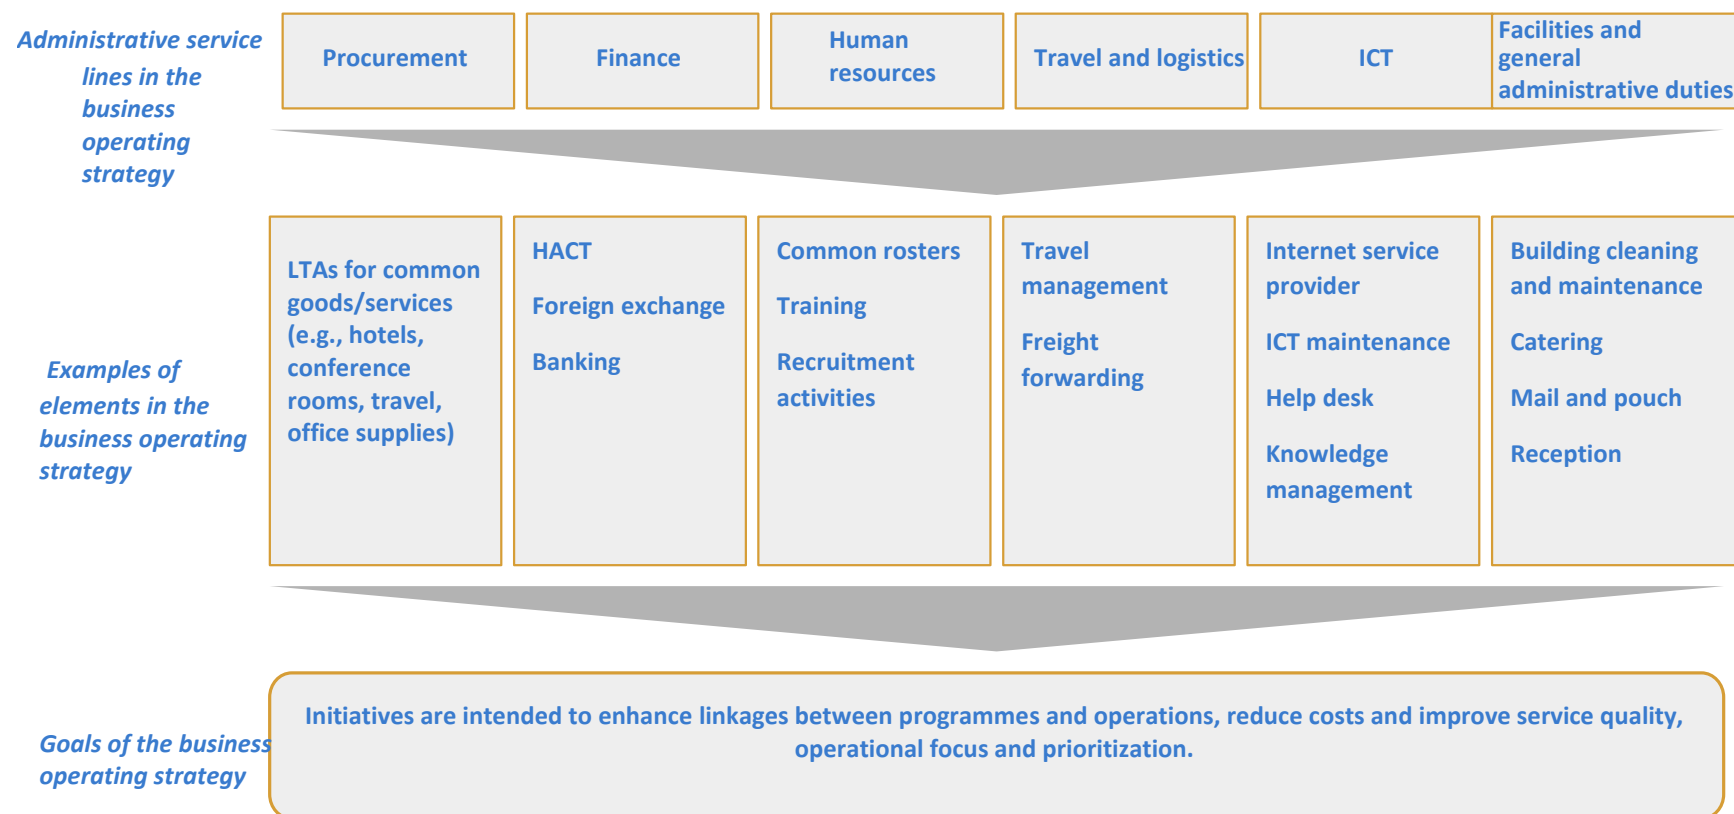 Administrative service
lines in the
business
operating
strategy
Procurement
Finance
Human
resources
Travel and logistics
ICT
Facilities and
general
administrative duties
Examples of
elements in the
business operating
strategy
LTAs for common
goods/services
(e.g., hotels,
conference
rooms, travel,
office supplies)
HACT
Foreign exchange
Banking
Common rosters
Training
Recruitment
activities
Travel
management
Freight
forwarding
Internet service
provider
ICT maintenance
Help desk
Knowledge
management
Building cleaning
and maintenance
Catering
Mail and pouch
Reception
Goals of the business
operating strategy
Initiatives are intended to enhance linkages between programmes and operations, reduce costs and improve service quality,
operational focus and prioritization.